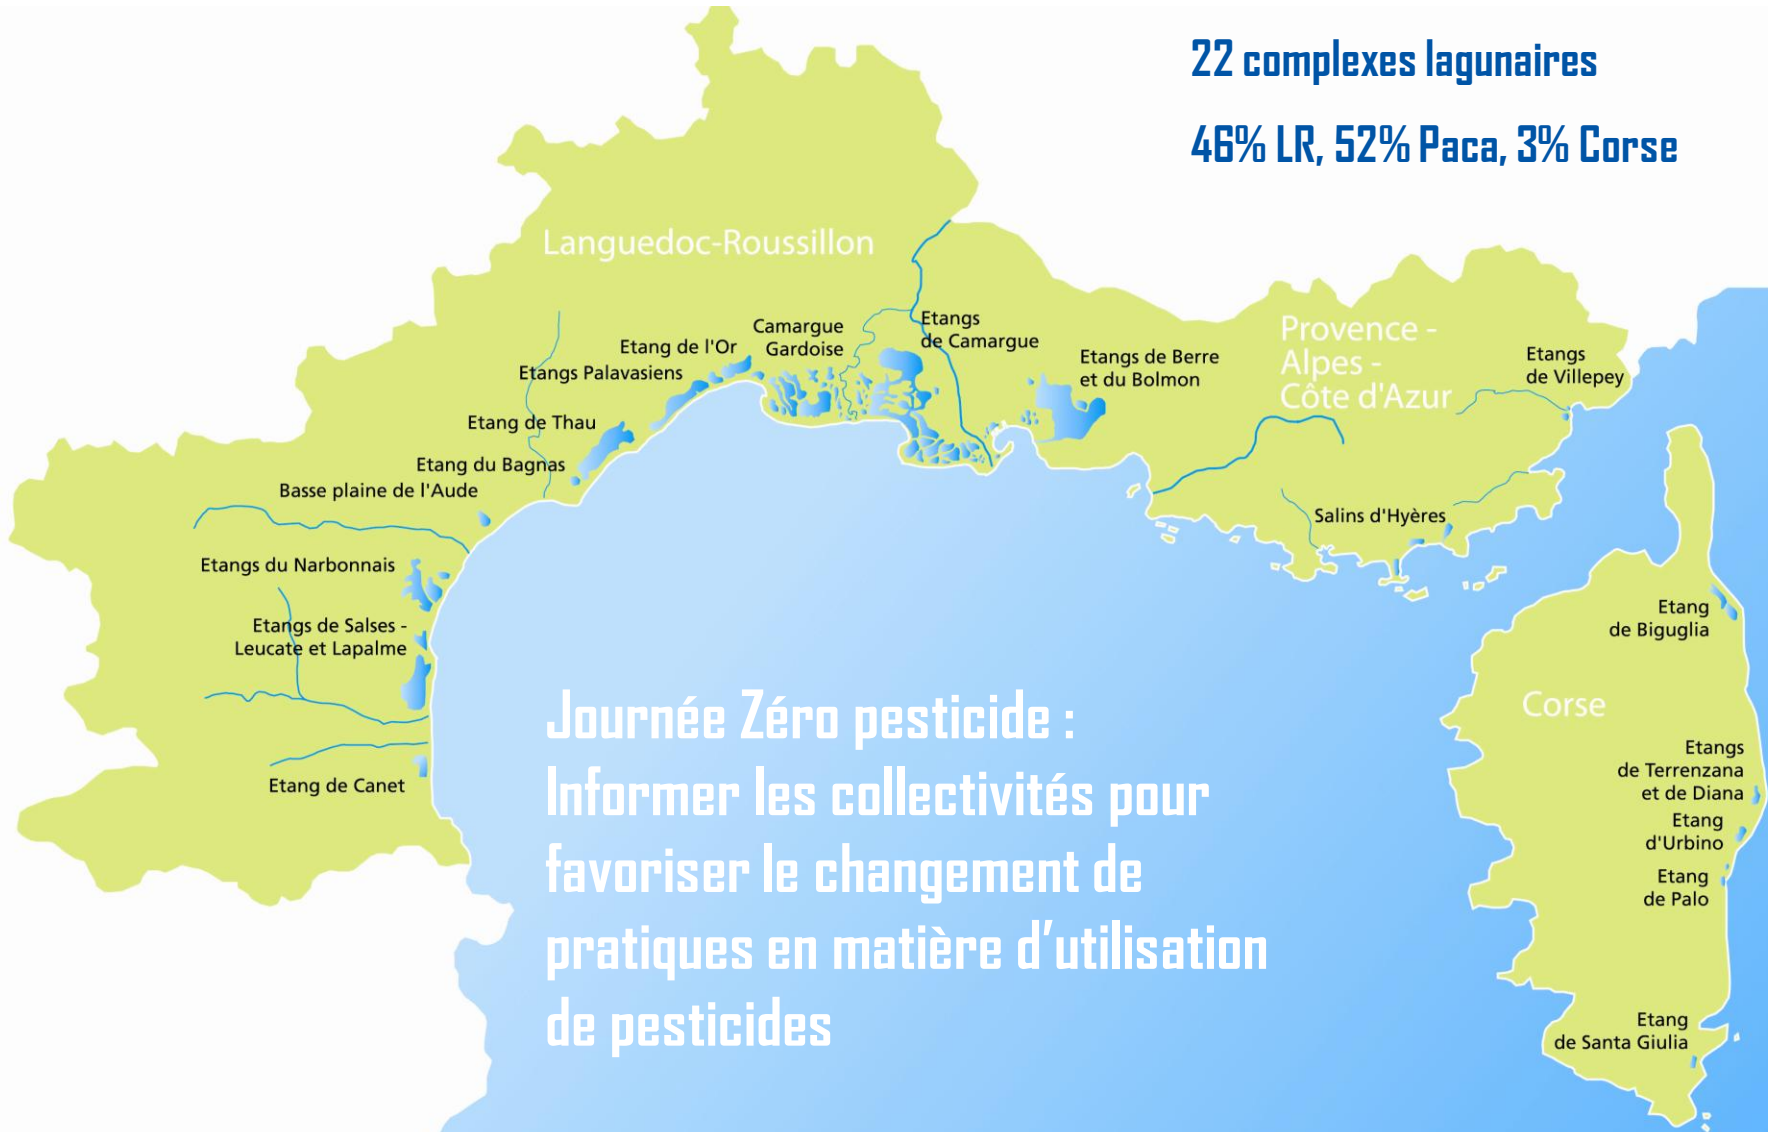 22 complexes lagunaires
46% LR, 52% Paca, 3% Corse
Languedoc-Roussillon
Provence -
Alpes -
Côte d'Azur
Camargue
Gardoise
Etangs
de Camargue
Etang de l'Or
Etangs Palavasiens
Etangs de Berre
et du Bolmon
Etangs
de Villepey
Etang de Thau
Etang du Bagnas
Basse plaine de l'Aude
Salins d'Hyères
Etangs du Narbonnais
Etangs de Salses -
Leucate et Lapalme
Etang de Canet
Etang
de Biguglia
Corse
Etangs
de Terrenzana
et de Diana
Etang
d'Urbino
Etang
de Palo
Etang
de Santa Giulia
Journée Zéro pesticide :
Informer les collectivités pour
favoriser le changement de
pratiques en matière d’utilisation
de pesticides